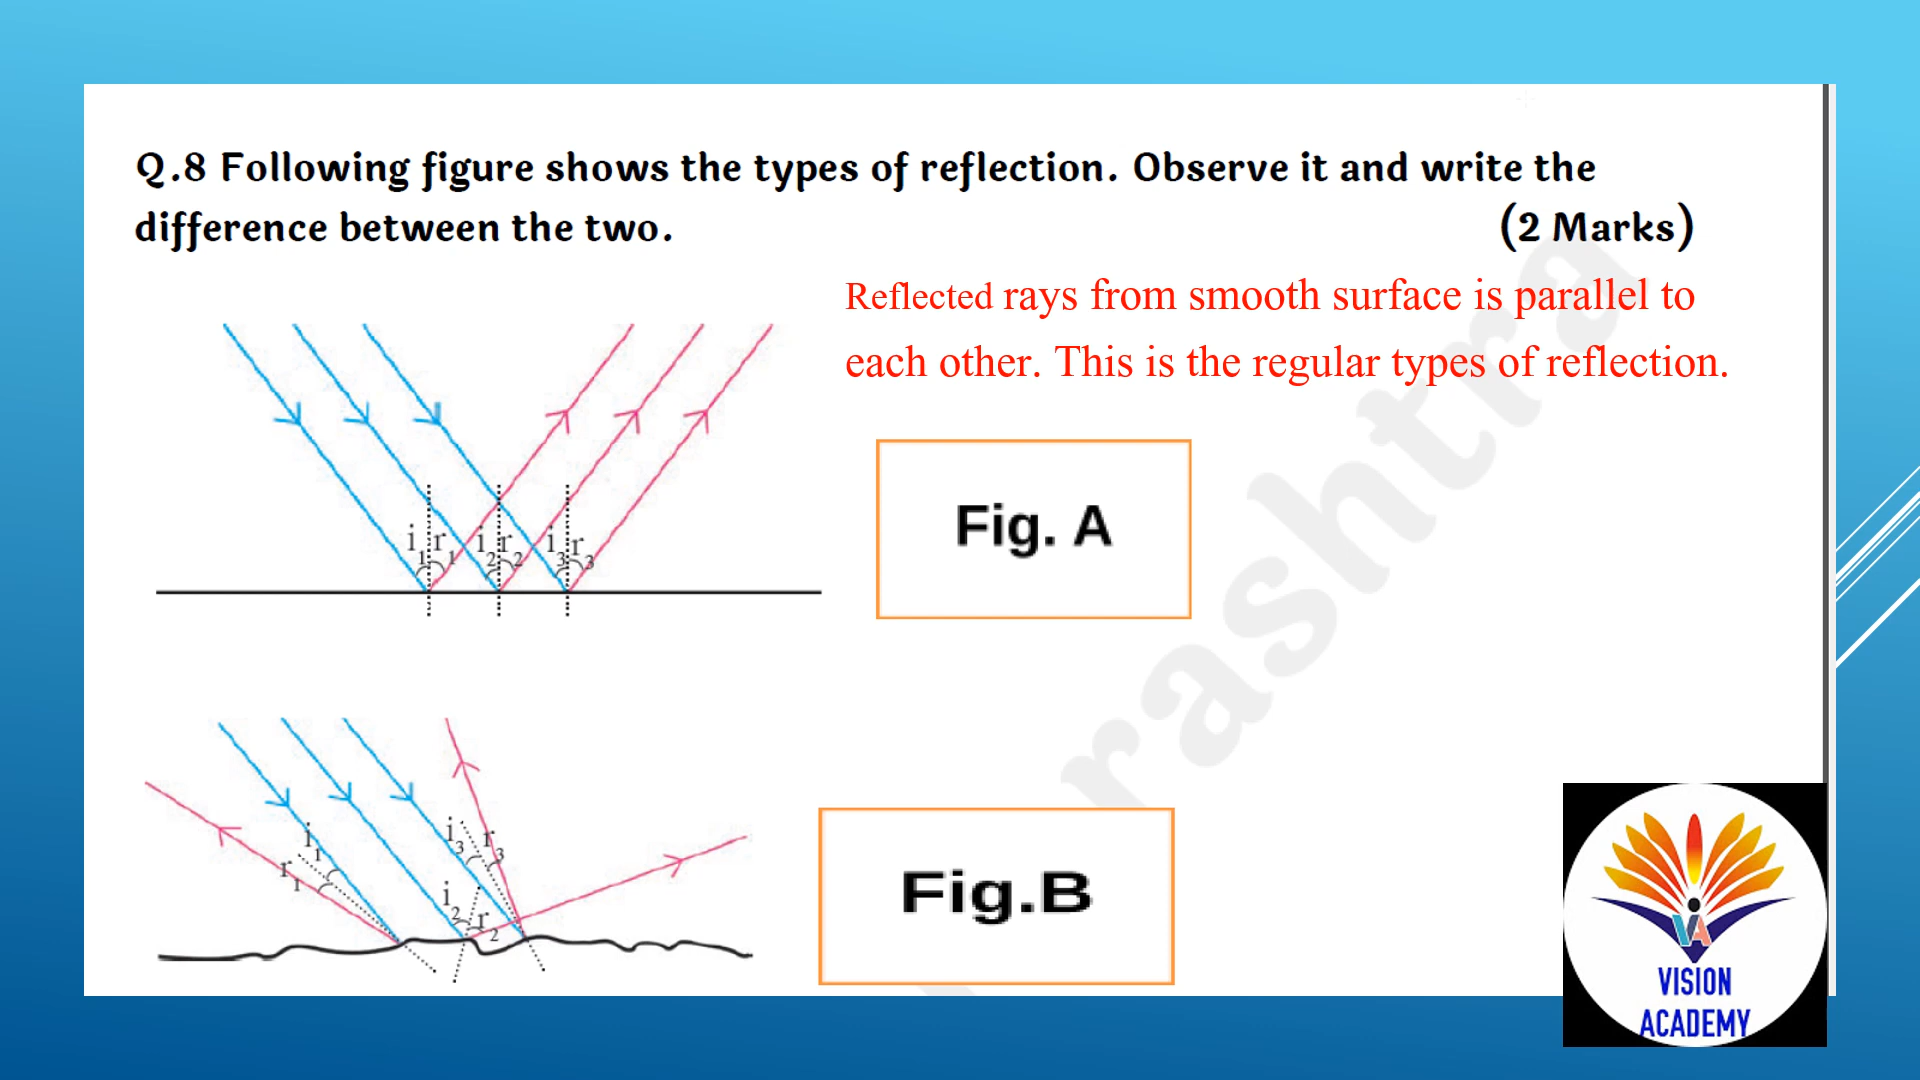 Q.8 Following figure shows the types of reflection. Observe it and write the
difference between the two. (2 Marks)
Reflected rays from smooth surface is parallel to
each other. This is the regular types of reflection.
i₁ r₁ i₂ r₂ i₃ r₃
Fig. A
i₁ r₁ i₃ r₃
i₂ r₂
Fig.B
rashtra
VA
VISION
ACADEMY